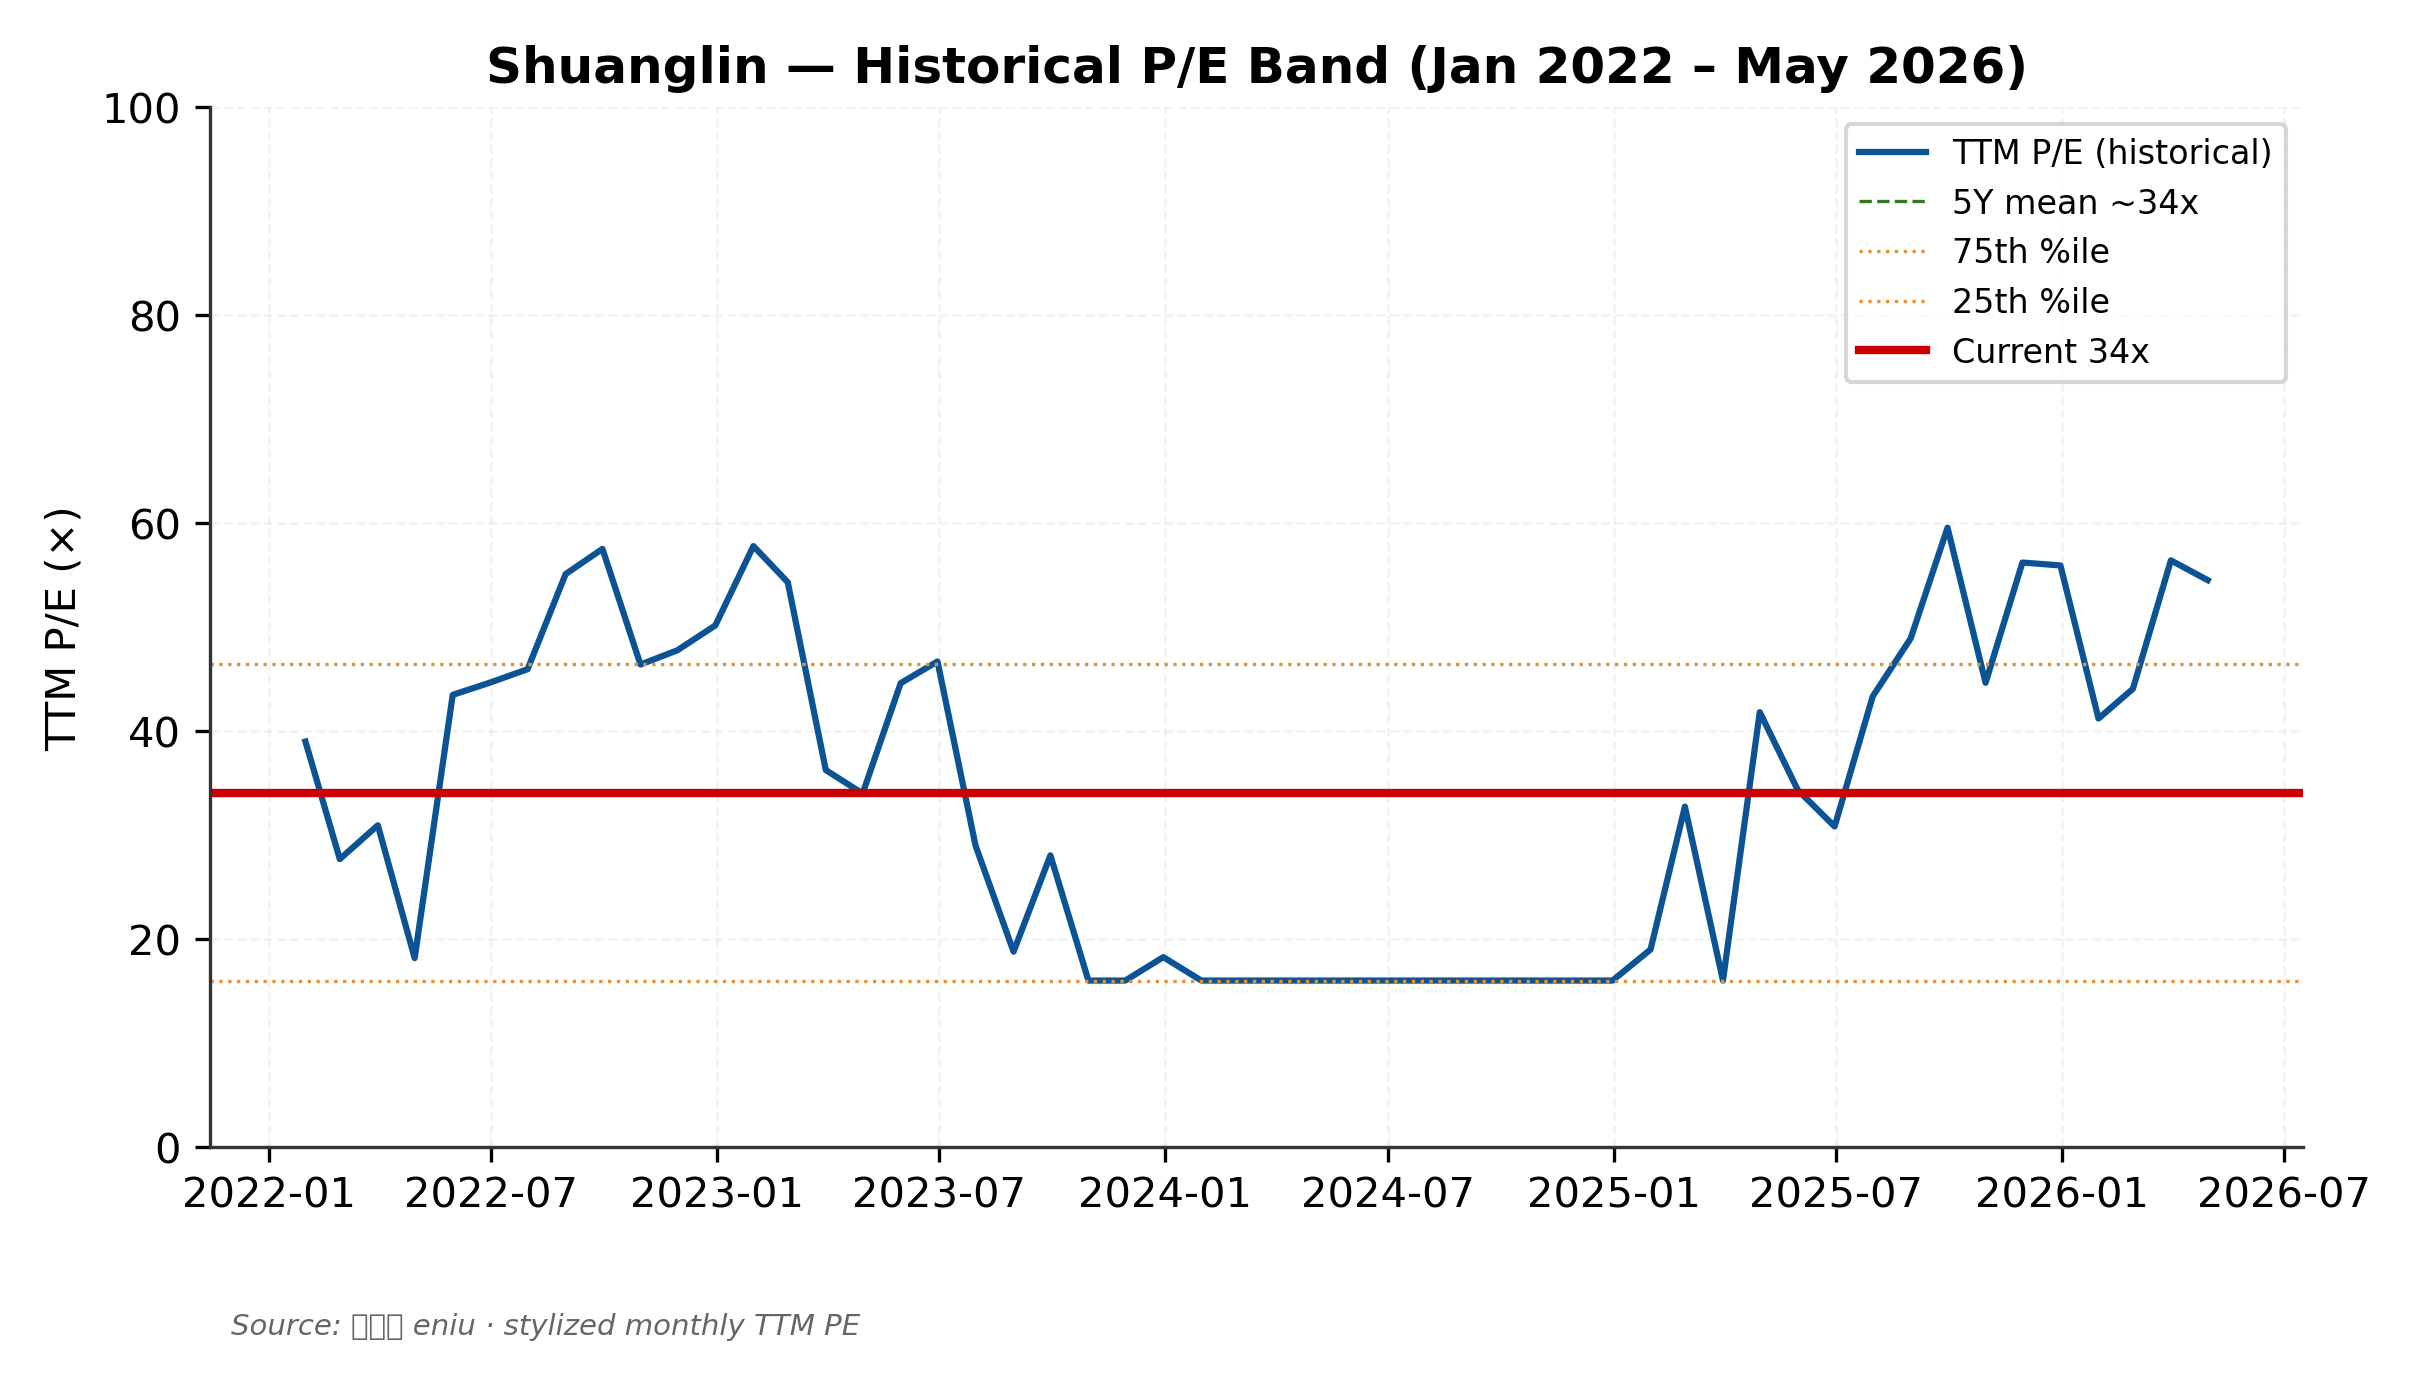 Shuanglin — Historical P/E Band (Jan 2022 – May 2026)
TTM P/E (×)
100
80
60
40
20
0
TTM P/E (historical)
5Y mean ~34x
75th %ile
25th %ile
Current 34x
2022-01 2022-07 2023-01 2023-07 2024-01 2024-07 2025-01 2025-07 2026-01 2026-07
Source: eniu · stylized monthly TTM PE